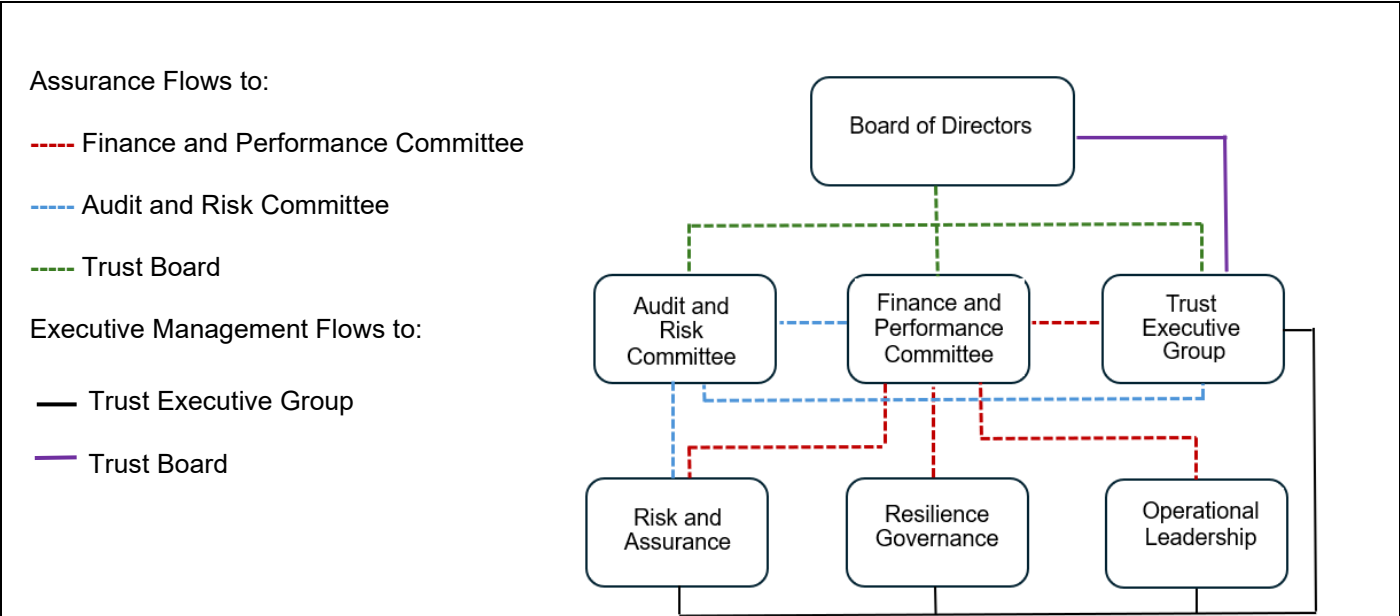 Assurance Flows to:
Finance and Performance Committee
Audit and Risk Committee
Trust Board
Executive Management Flows to:
Trust Executive Group
Trust Board
Board of Directors
Audit and
Risk
Committee
Finance and
Performance
Committee
Trust
Executive
Group
Risk and
Assurance
Resilience
Governance
Operational
Leadership